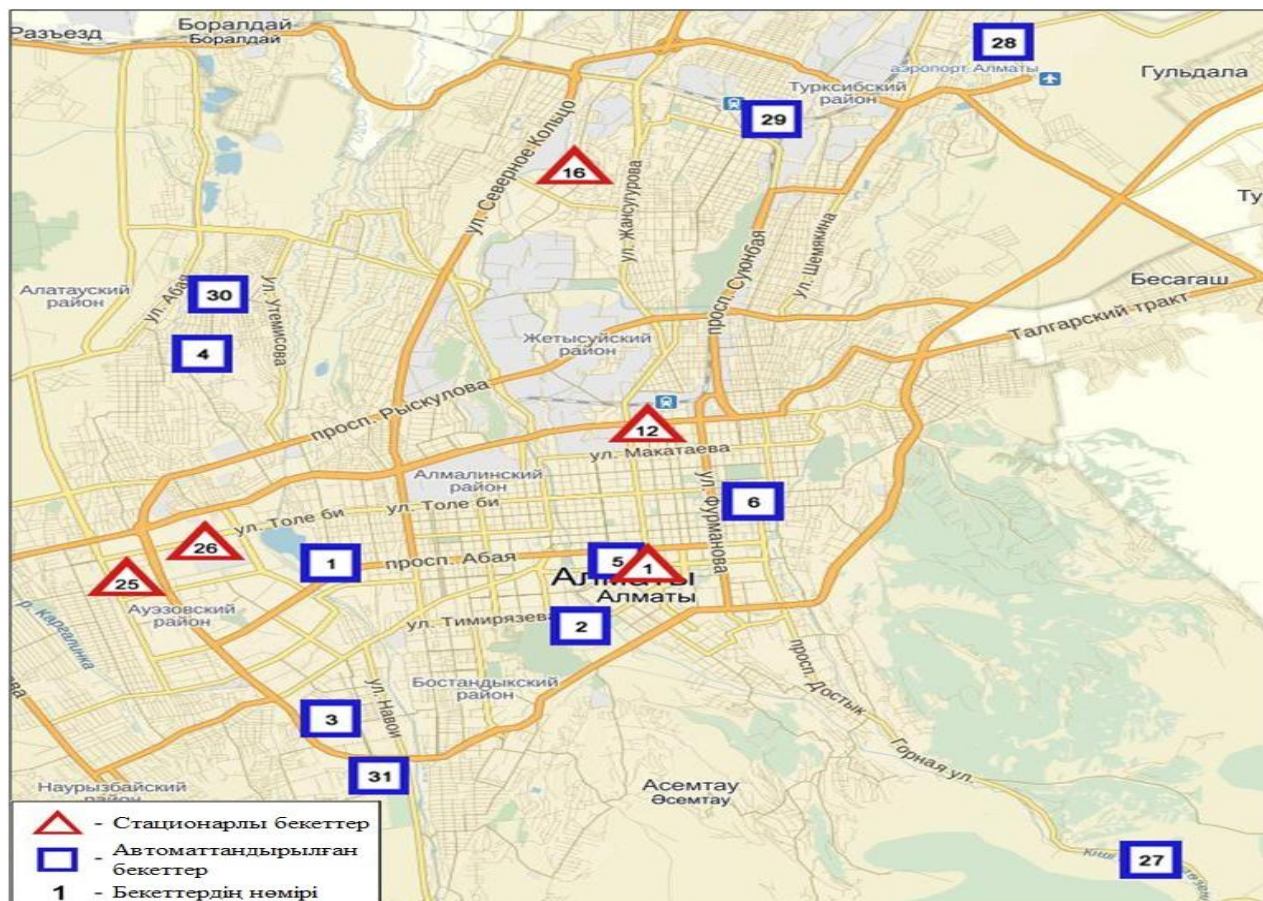 Разъезд
Боралдай
Боралдай
28
аэропорт Алматы
Гульдала
Турксибский
район
29
16
ул. Северное Кольцо
ул. Жансугурова
просп. Суюнбая
ул. Шемякина
Бесагаш
Талгарский тракт
Алатауский
район
ул. Абая
30
ул. Утемисова
4
Жетысуйский
район
просп. Рыскулова
12
ул. Макатаева
Алмалинский
район
ул. Толе би
ул. Толе би
6
ул. Фурманова
26
25
1
просп. Абая
5
1
Алматы
Алматы
Ауэзовский
район
р. Каргалинка
ул. Тимирязева
2
Бостандыкский
район
ул. Навои
просп. Достык
3
31
Горная ул.
Наурызбайский
район
Асемтау
Әсемтау
27
- Стационарлы бекеттер
- Автоматтандырылған
бекеттер
1 - Бекеттердің нөмірі